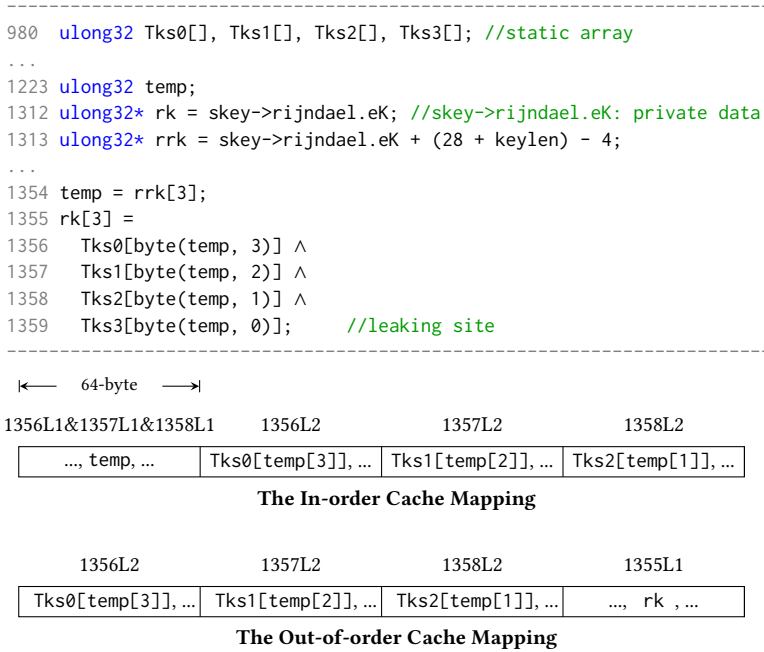 980 ulong32 Tks0[], Tks1[], Tks2[], Tks3[]; //static array
...
1223 ulong32 temp;
1312 ulong32* rk = skey->rijndael.eK; //skey->rijndael.eK: private data
1313 ulong32* rrk = skey->rijndael.eK + (28 + keylen) - 4;
...
1354 temp = rrk[3];
1355 rk[3] =
1356 Tks0[byte(temp, 3)] ∧
1357 Tks1[byte(temp, 2)] ∧
1358 Tks2[byte(temp, 1)] ∧
1359 Tks3[byte(temp, 0)]; //leaking site
64-byte
1356L1&1357L1&1358L1 1356L2 1357L2 1358L2
..., temp, ... Tks0[temp[3]], ... Tks1[temp[2]], ... Tks2[temp[1]], ...
The In-order Cache Mapping
1356L2 1357L2 1358L2 1355L1
Tks0[temp[3]], ... Tks1[temp[2]], ... Tks2[temp[1]], ... ..., rk , ...
The Out-of-order Cache Mapping